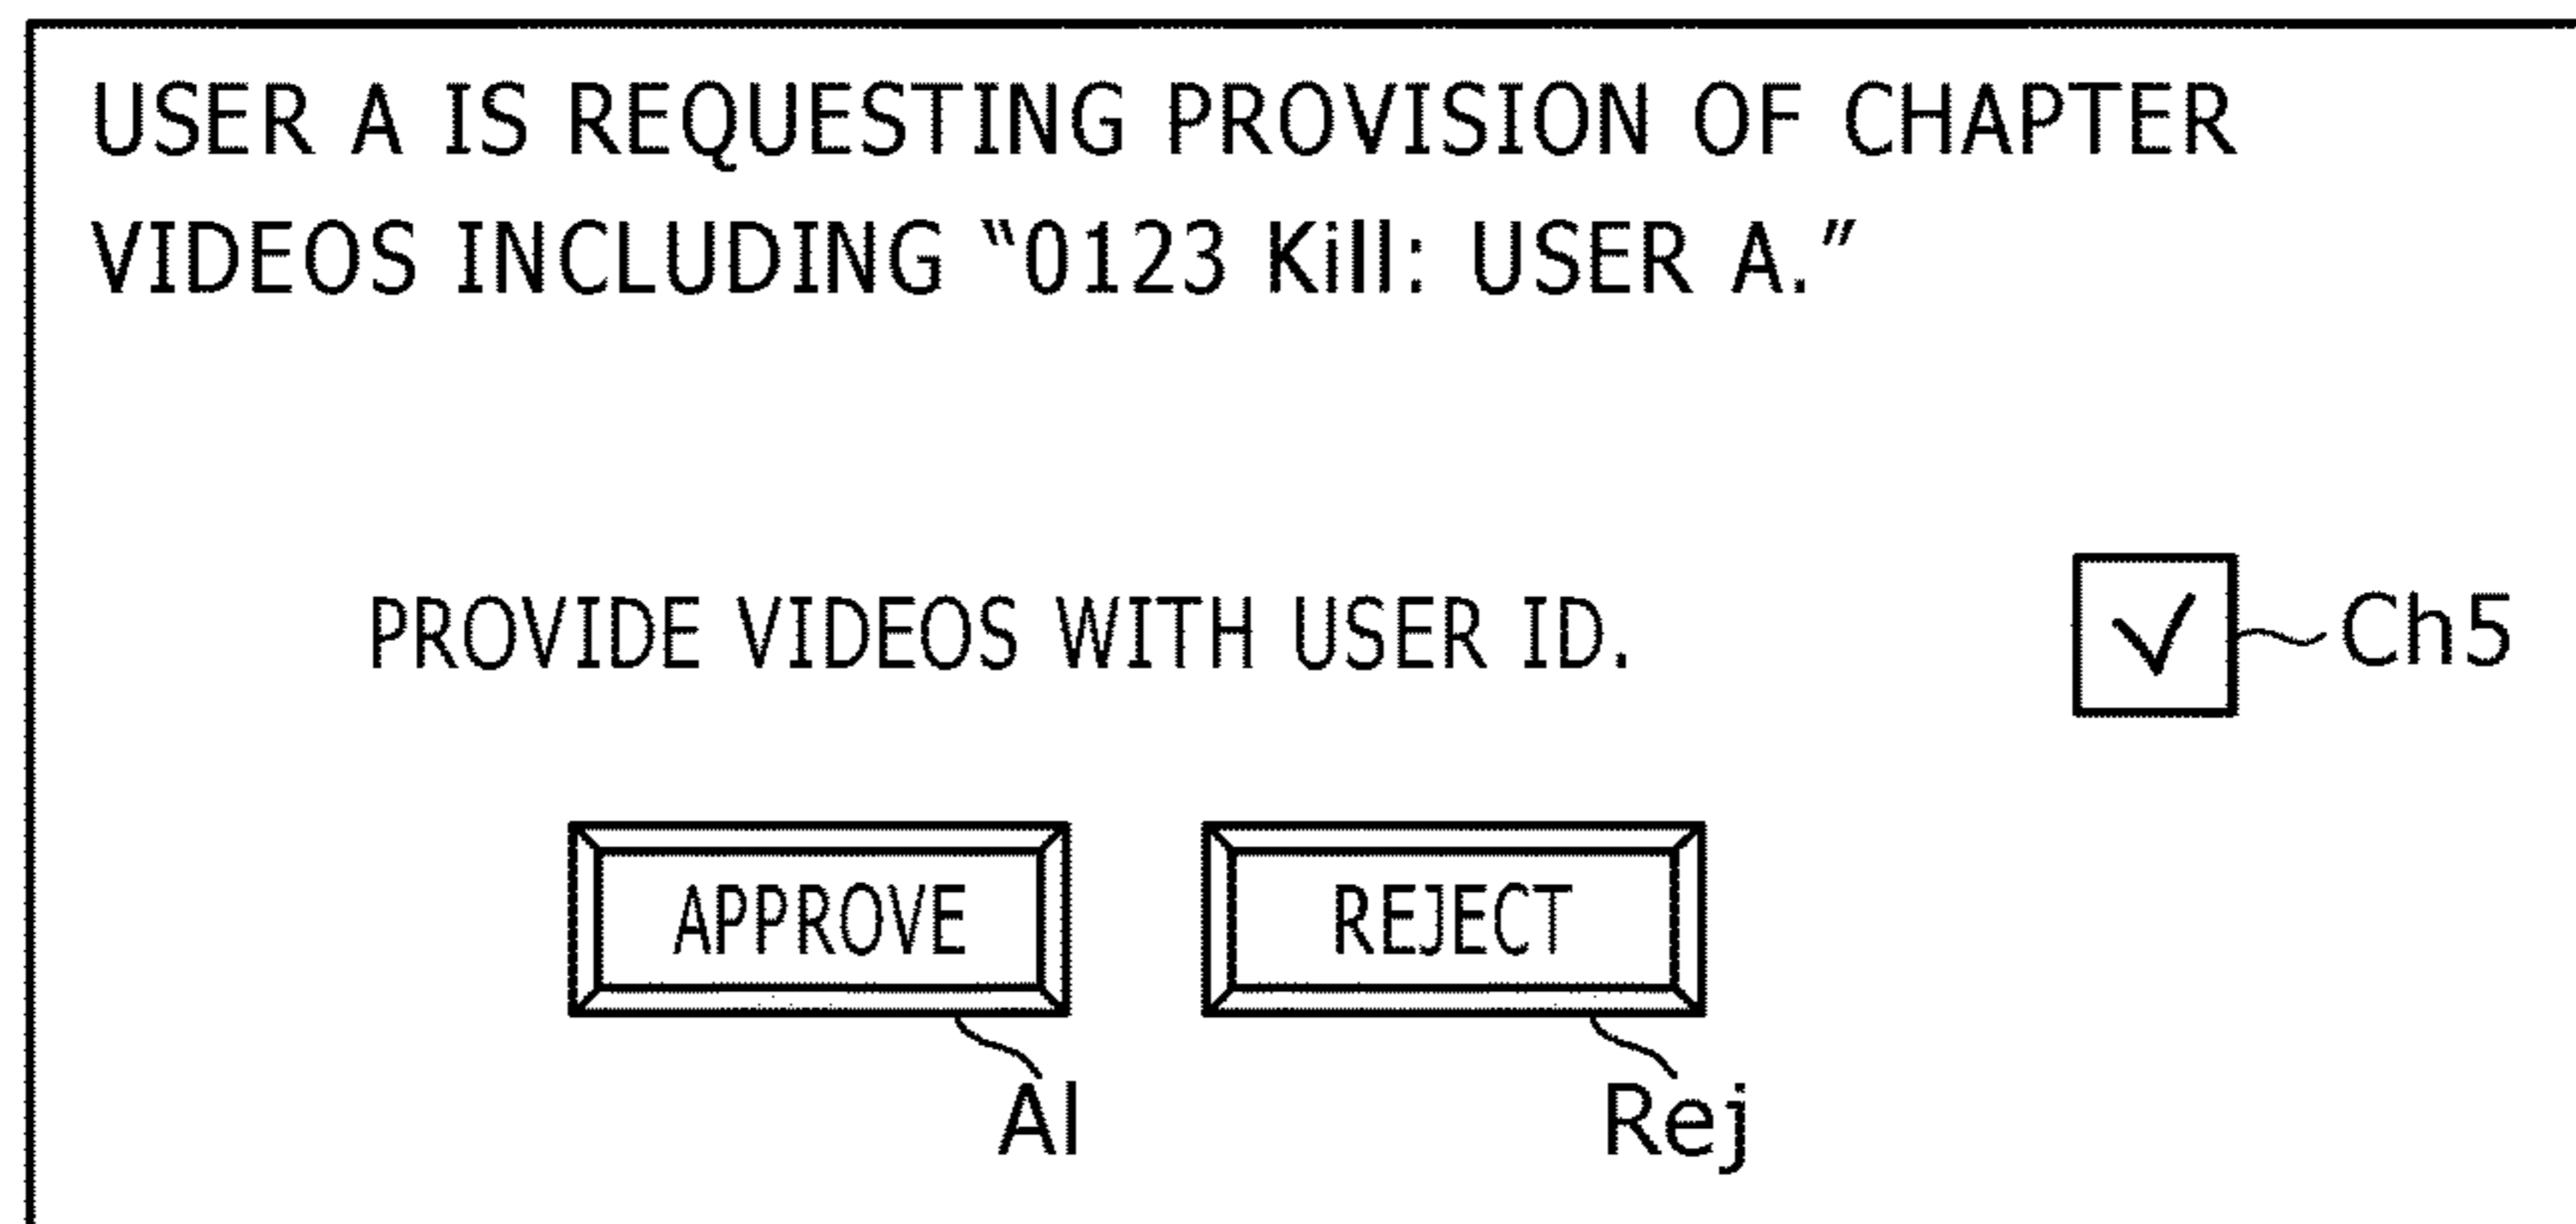 USER A IS REQUESTING PROVISION OF CHAPTER
VIDEOS INCLUDING “0123 Kill: USER A.”
PROVIDE VIDEOS WITH USER ID. Ch5
APPROVE REJECT
Al Rej